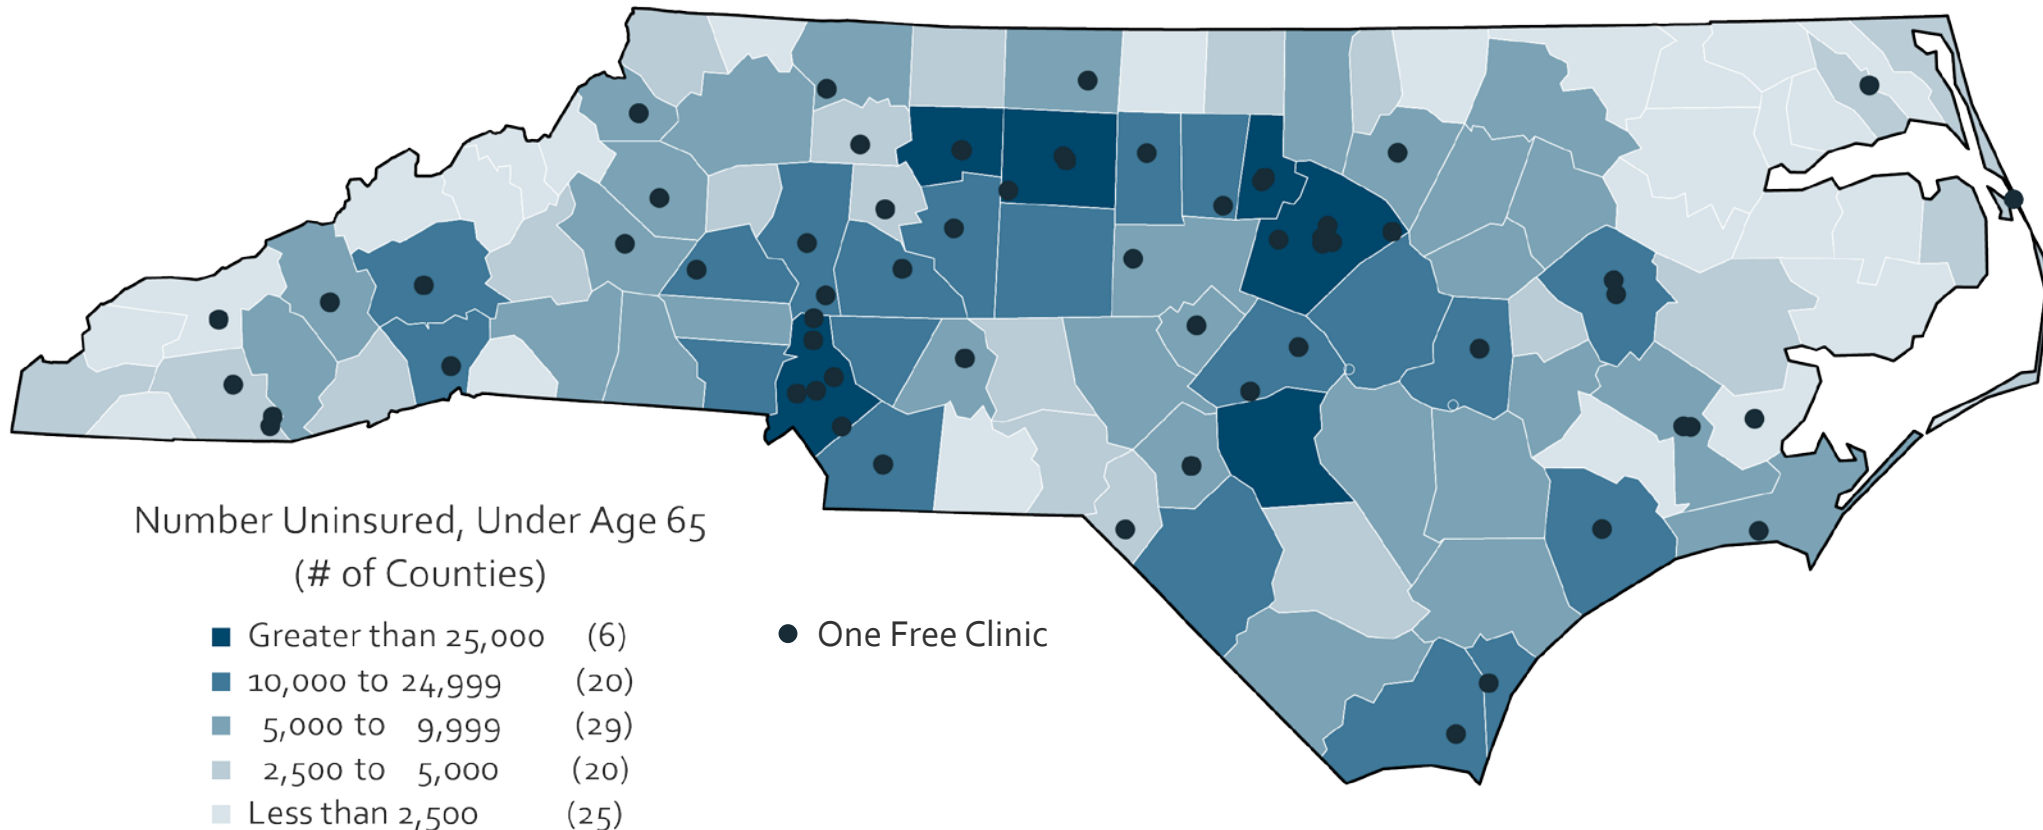 Number Uninsured, Under Age 65
(# of Counties)
Greater than 25,000 (6)
10,000 to 24,999 (20)
5,000 to 9,999 (29)
2,500 to 5,000 (20)
Less than 2,500 (25)
One Free Clinic